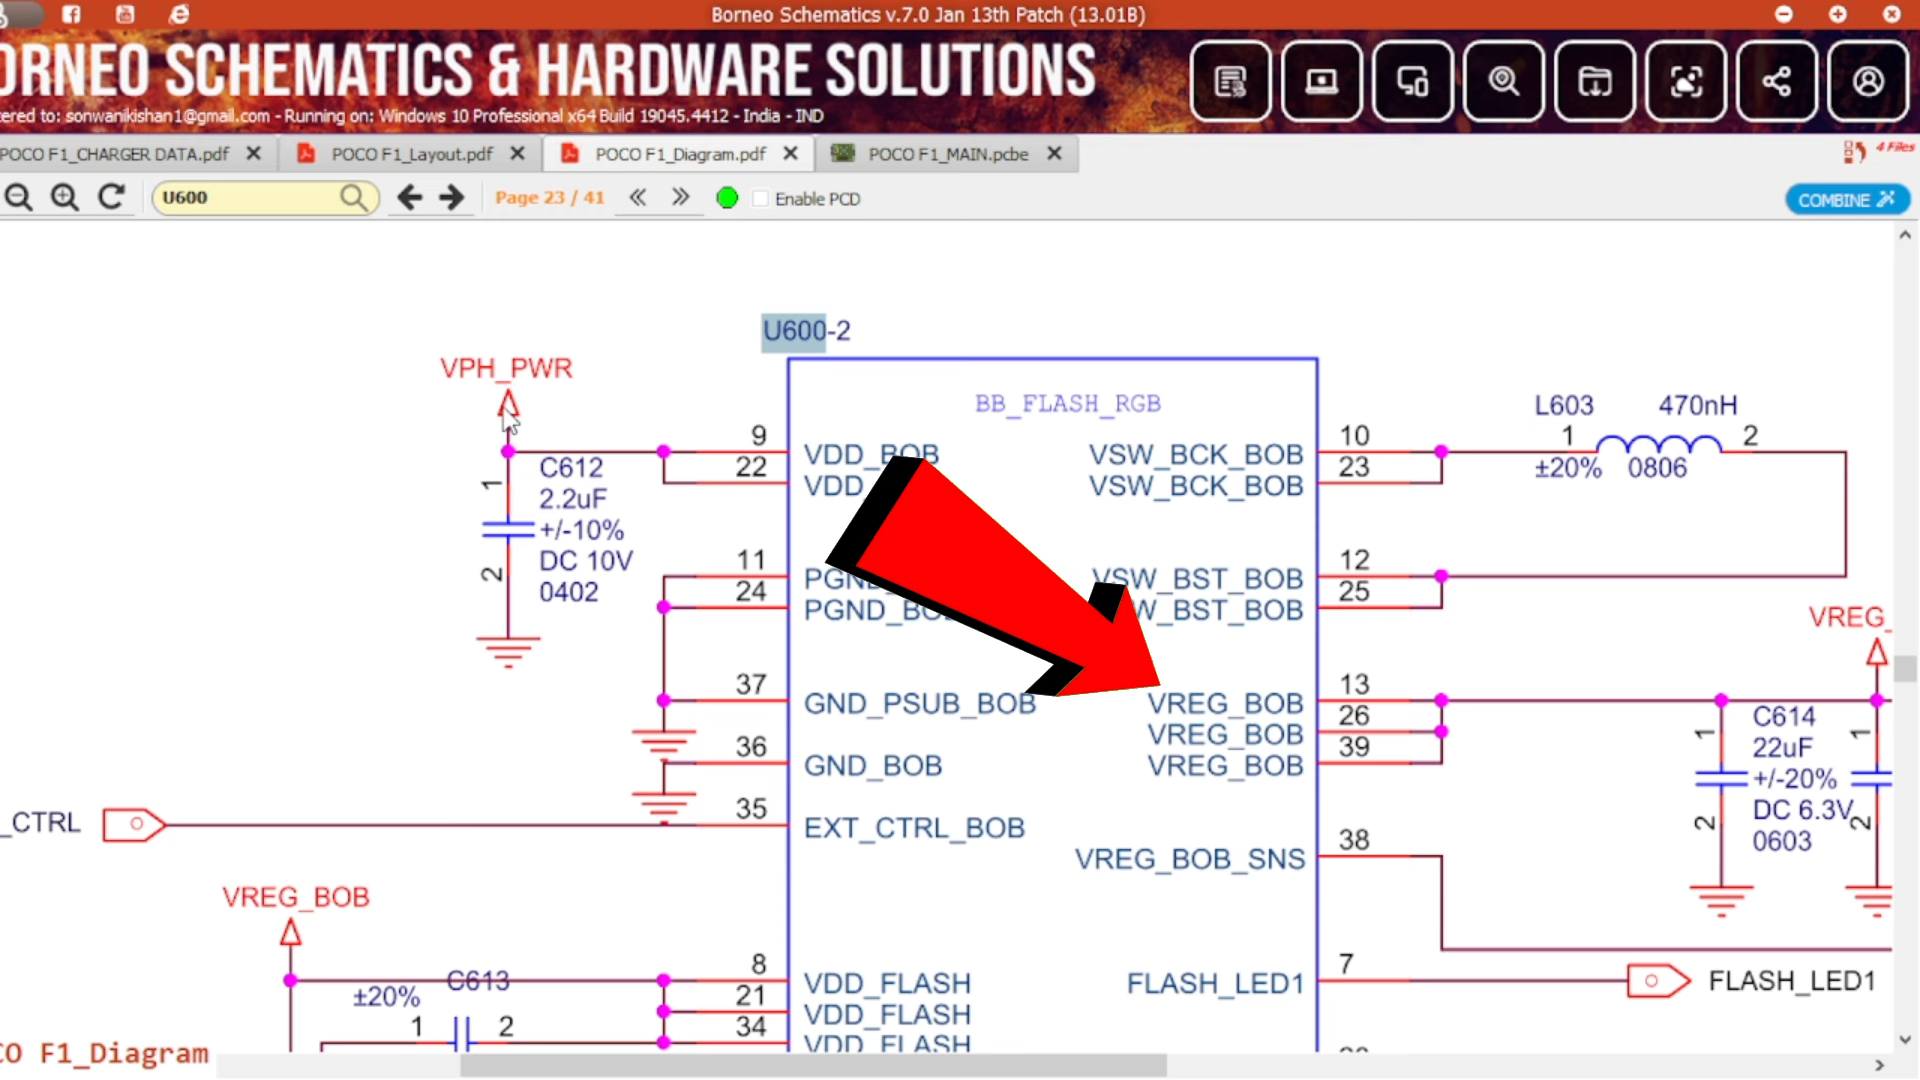 Borneo Schematics v.7.0 Jan 13th Patch (13.01B)
ORNEO SCHEMATICS & HARDWARE SOLUTIONS
ered to: sonwanikishan1@gmail.com - Running on: Windows 10 Professional x64 Build 19045.4412 - India - IND
POCO F1_CHARGER DATA.pdf
POCO F1_Layout.pdf
POCO F1_Diagram.pdf
POCO F1_MAIN.pcbe
4 Files
U600
Page 23 / 41
Enable PCD
COMBINE
U600-2
VPH_PWR
BB_FLASH_RGB
L603 470nH
9 VDD_BOB VSW_BCK_BOB 10 1 2
22 VDD VSW_BCK_BOB 23 ±20% 0806
C612
1
2.2uF
+/-10%
DC 10V
2
0402
11 VSW_BST_BOB 12
24 W_BST_BOB 25
VREG_
37 GND_PSUB_BOB VREG_BOB 13
VREG_BOB 26
36 GND_BOB VREG_BOB 39
C614
1 1
22uF
+/-20%
DC 6.3V
2 2
0603
_CTRL 35 EXT_CTRL_BOB
VREG_BOB_SNS 38
VREG_BOB
8 VDD_FLASH FLASH_LED1 7 FLASH_LED1
C613
±20%
21 VDD_FLASH
1 2
34 VDD_FLASH
CO F1_Diagram